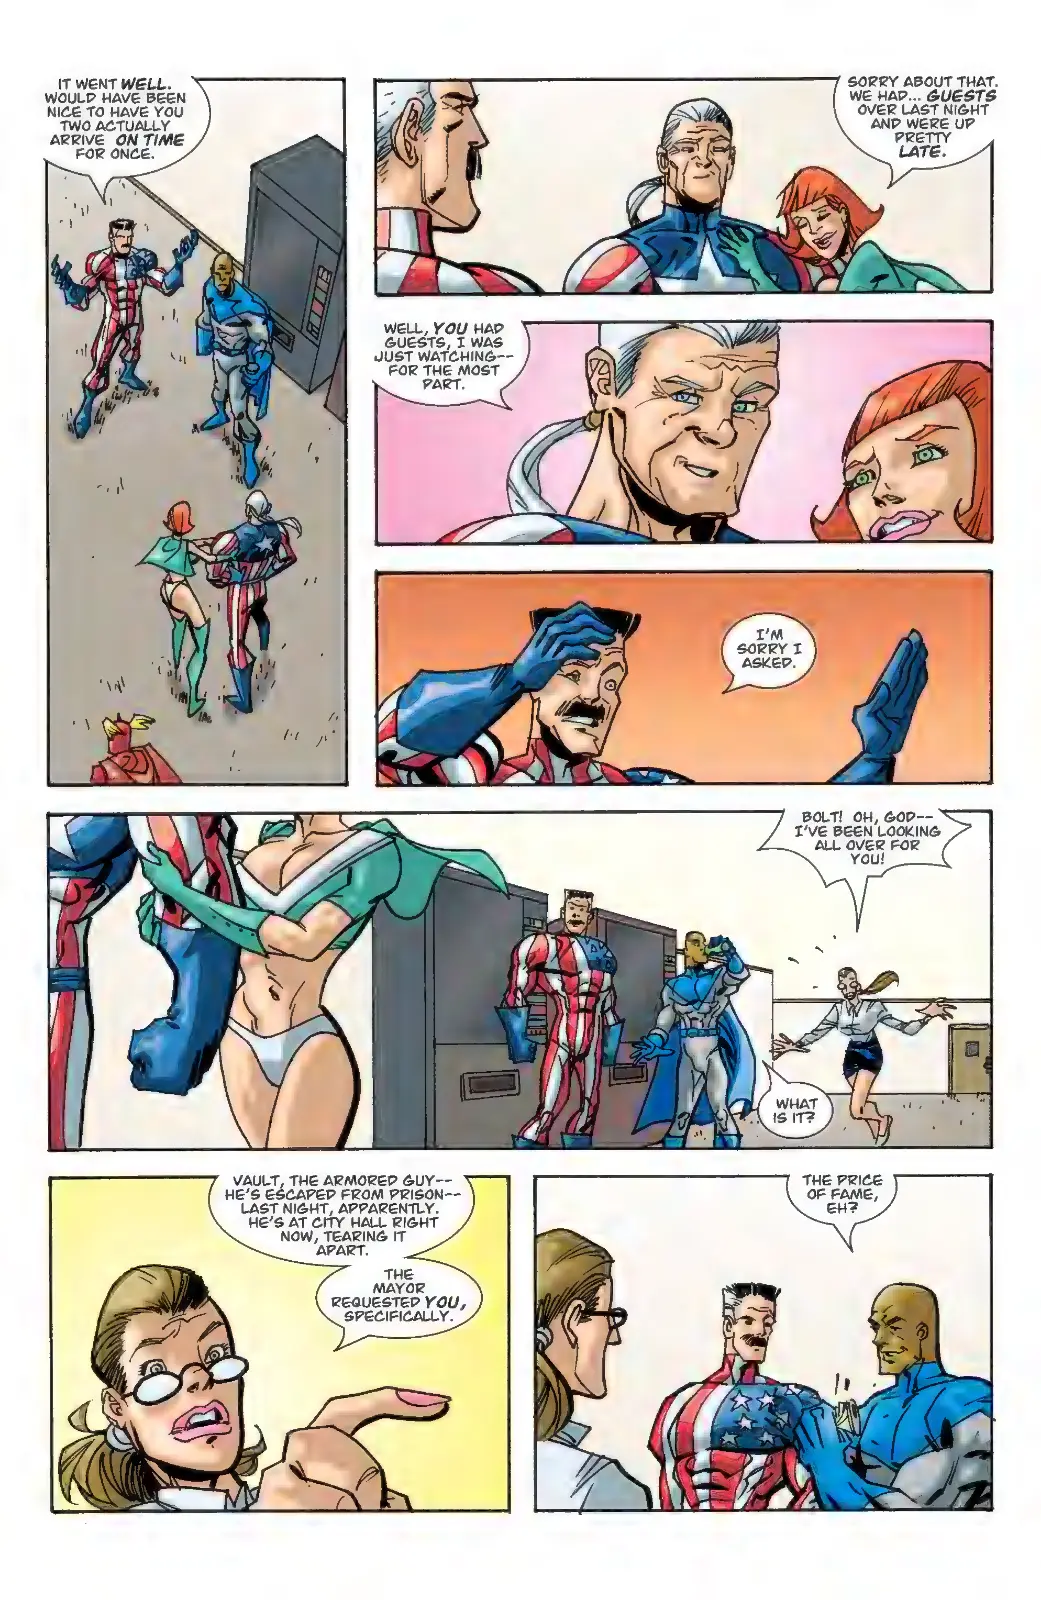 IT WENT WELL.
WOULD HAVE BEEN
NICE TO HAVE YOU
TWO ACTUALLY
ARRIVE ON TIME
FOR ONCE.
SORRY ABOUT THAT.
WE HAD... GUESTS
OVER LAST NIGHT
AND WERE UP
PRETTY
LATE.
WELL, YOU HAD
GUESTS, I WAS
JUST WATCHING--
FOR THE MOST
PART.
I'M
SORRY I
ASKED.
BOLT! OH, GOD--
I'VE BEEN LOOKING
ALL OVER FOR
YOU!
WHAT
IS IT?
VAULT, THE ARMORED GUY--
HE'S ESCAPED FROM PRISON--
LAST NIGHT, APPARENTLY.
HE'S AT CITY HALL RIGHT
NOW, TEARING IT
APART.
THE
MAYOR
REQUESTED YOU,
SPECIFICALLY.
THE PRICE
OF FAME,
EH?